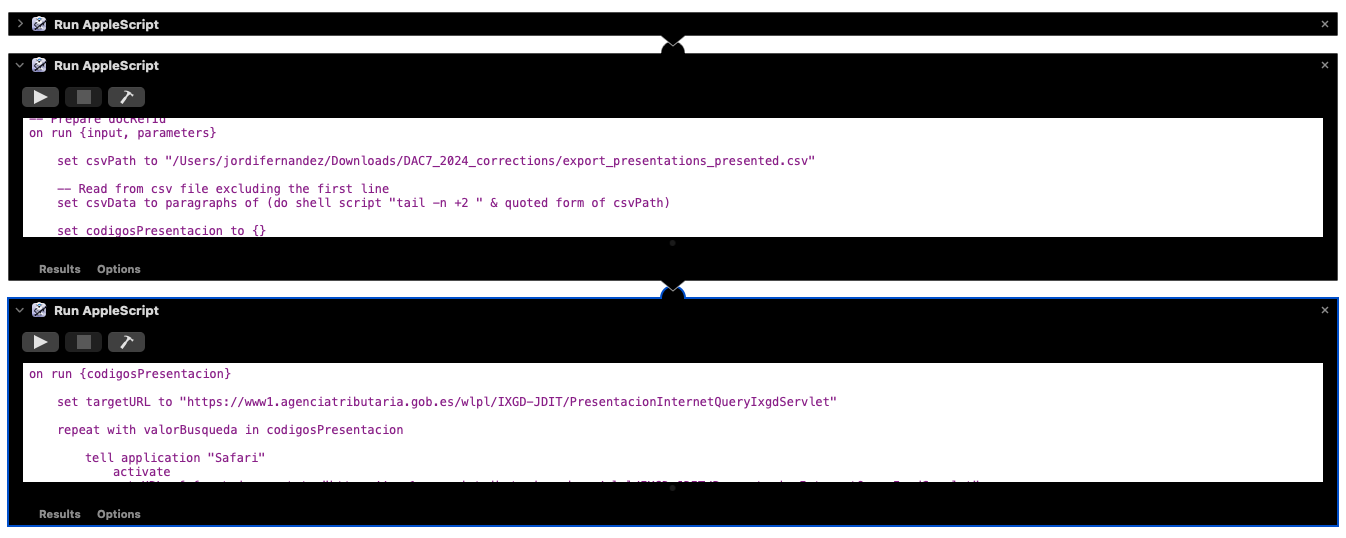 Run AppleScript
Run AppleScript
-- Prepare docRefId
on run {input, parameters}
set csvPath to "/Users/jordifernandez/Downloads/DAC7_2024_corrections/export_presentations_presented.csv"
-- Read from csv file excluding the first line
set csvData to paragraphs of (do shell script "tail -n +2 " & quoted form of csvPath)
set codigosPresentacion to {}
Results Options
Run AppleScript
on run {codigosPresentacion}
set targetURL to "https://www1.agenciatributaria.gob.es/wlpl/IXGD-JDIT/PresentacionInternetQueryIxgdServlet"
repeat with valorBusqueda in codigosPresentacion
tell application "Safari"
activate
Results Options